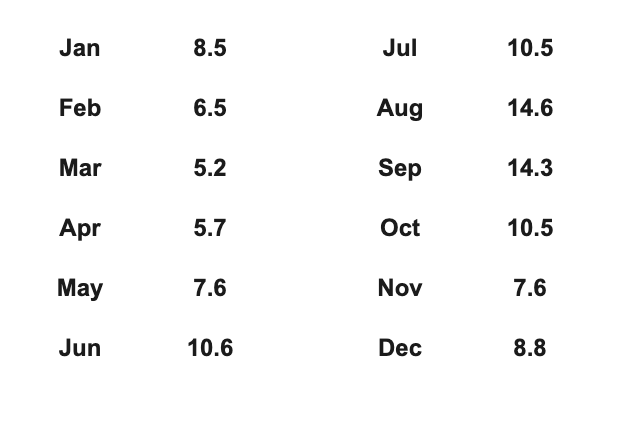 Jan 8.5 Jul 10.5
Feb 6.5 Aug 14.6
Mar 5.2 Sep 14.3
Apr 5.7 Oct 10.5
May 7.6 Nov 7.6
Jun 10.6 Dec 8.8